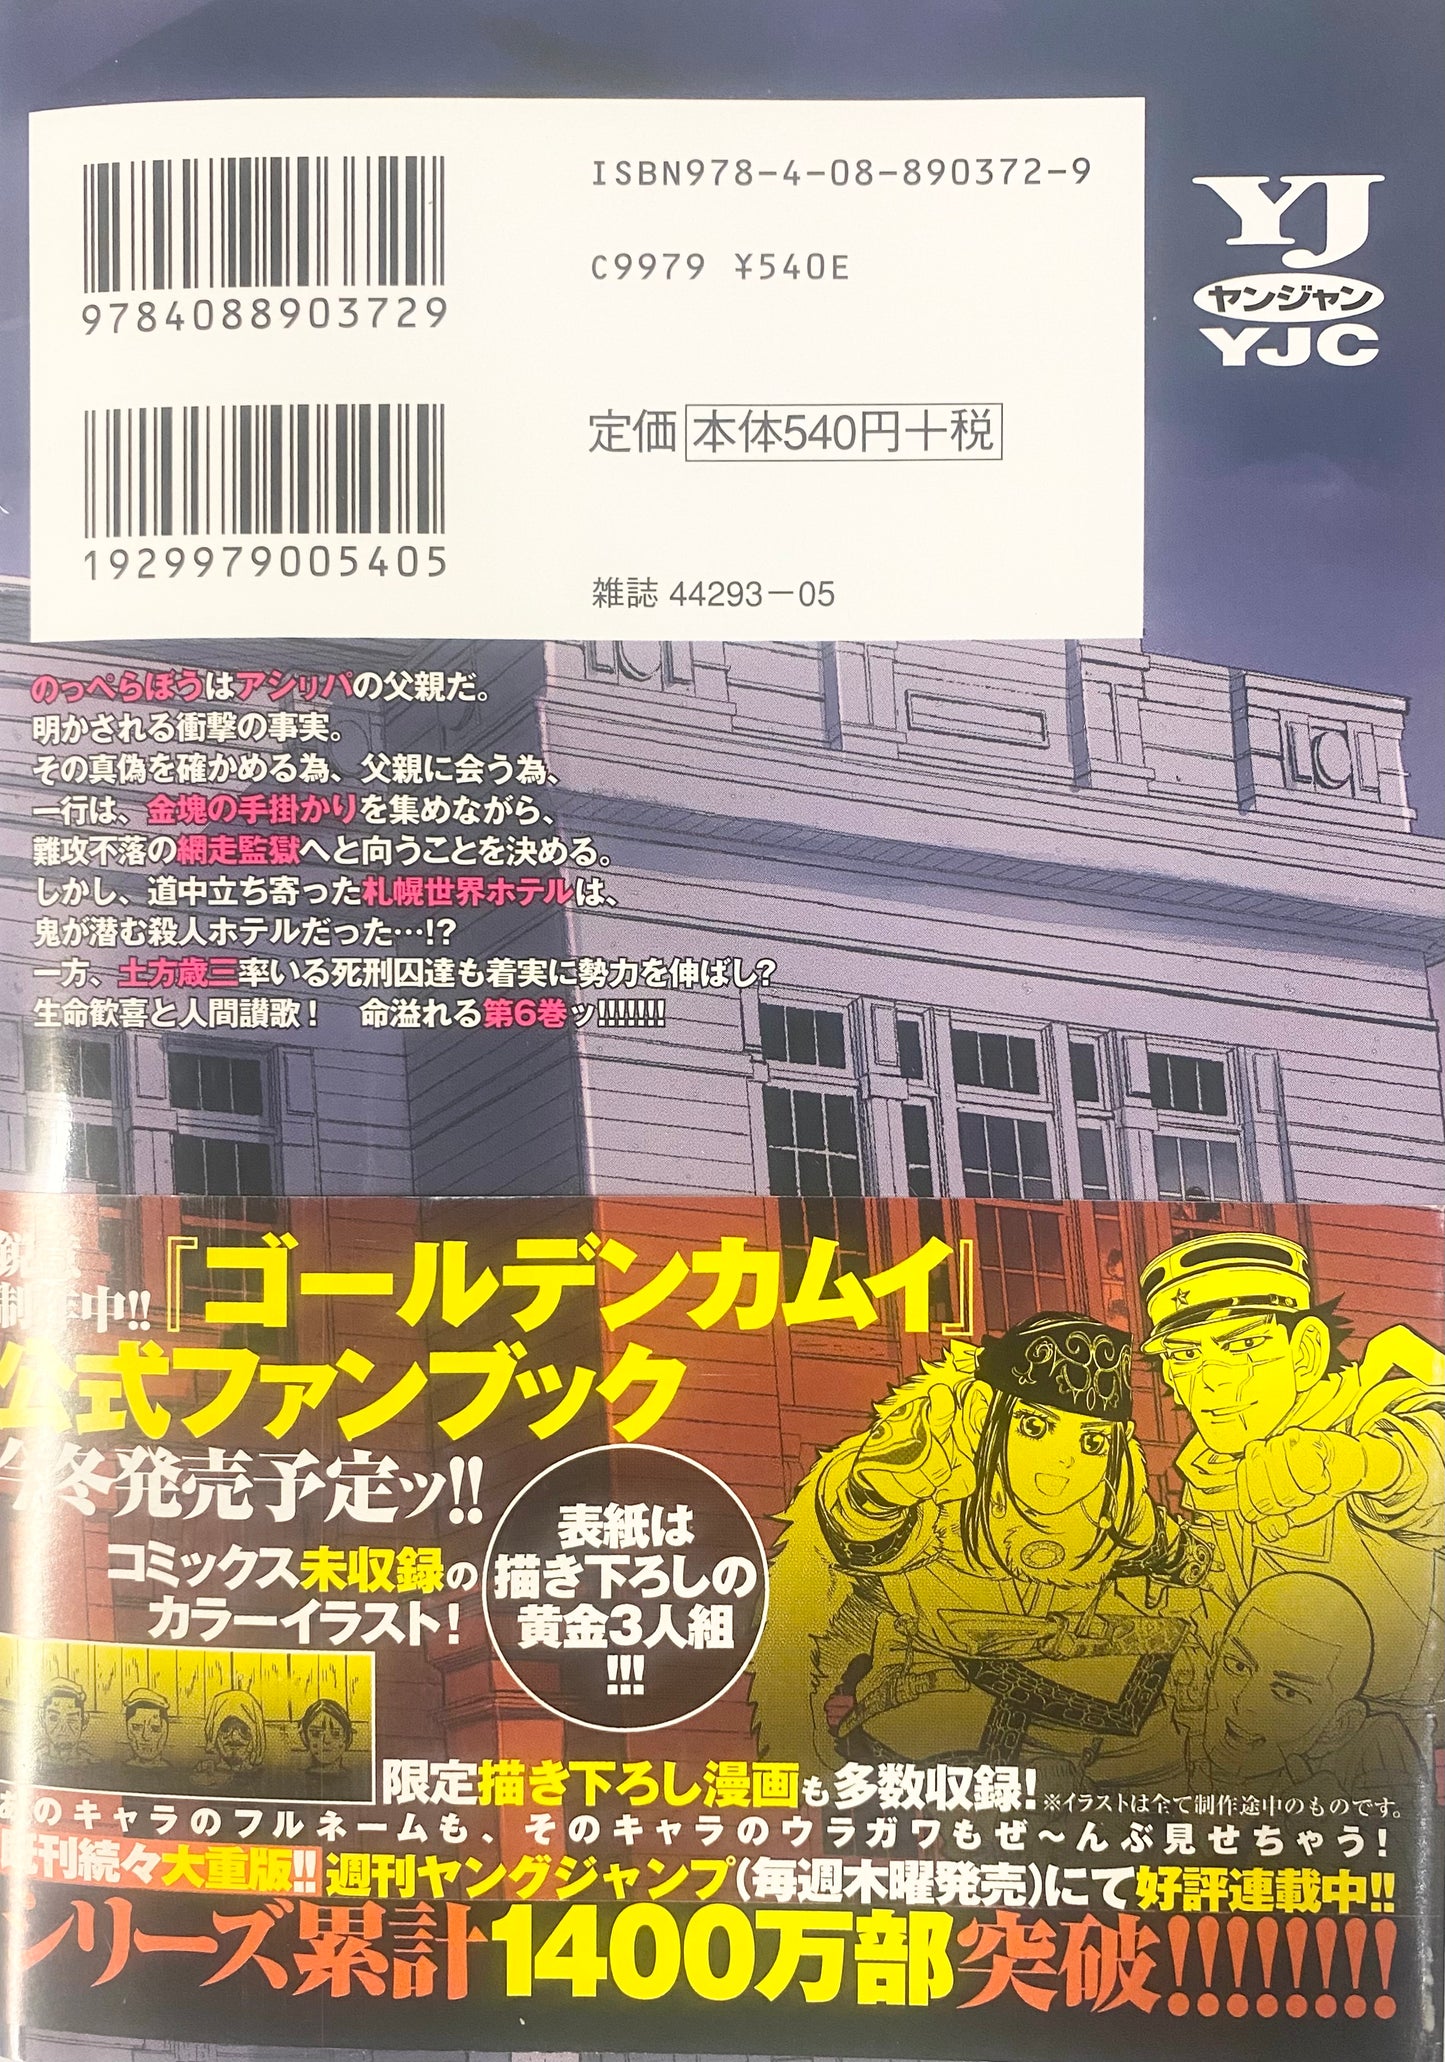 ISBN978-4-08-890372-9
C9979 ¥540E
9784088903729
定価 本体540円+税
1929979005405
雑誌 44293-05
YJ
ヤンジャン
YJC
のっぺらぼうはアシㇼパの父親だ。
明かされる衝撃の事実。
その真偽を確かめる為、父親に会う為、
一行は、金塊の手掛かりを集めながら、
難攻不落の網走監獄へと向うことを決める。
しかし、道中立ち寄った札幌世界ホテルは、
鬼が潜む殺人ホテルだった…!?
一方、土方歳三率いる死刑囚達も着実に勢力を伸ばし?
生命歓喜と人間讃歌! 命溢れる第6巻ッ!!!!!!!
中!!
『ゴールデンカムイ』
公式ファンブック
今冬発売予定ッ!!
コミックス未収録の
カラーイラスト!
表紙は
描き下ろしの
黄金3人組
!!!
限定描き下ろし漫画も多数収録!
※イラストは全て制作途中のものです。
あのキャラのフルネームも、そのキャラのウラガワもぜ〜んぶ見せちゃう!
既刊続々大重版!! 週刊ヤングジャンプ(毎週木曜発売)にて好評連載中!!
シリーズ累計1400万部突破!!!!!!!!